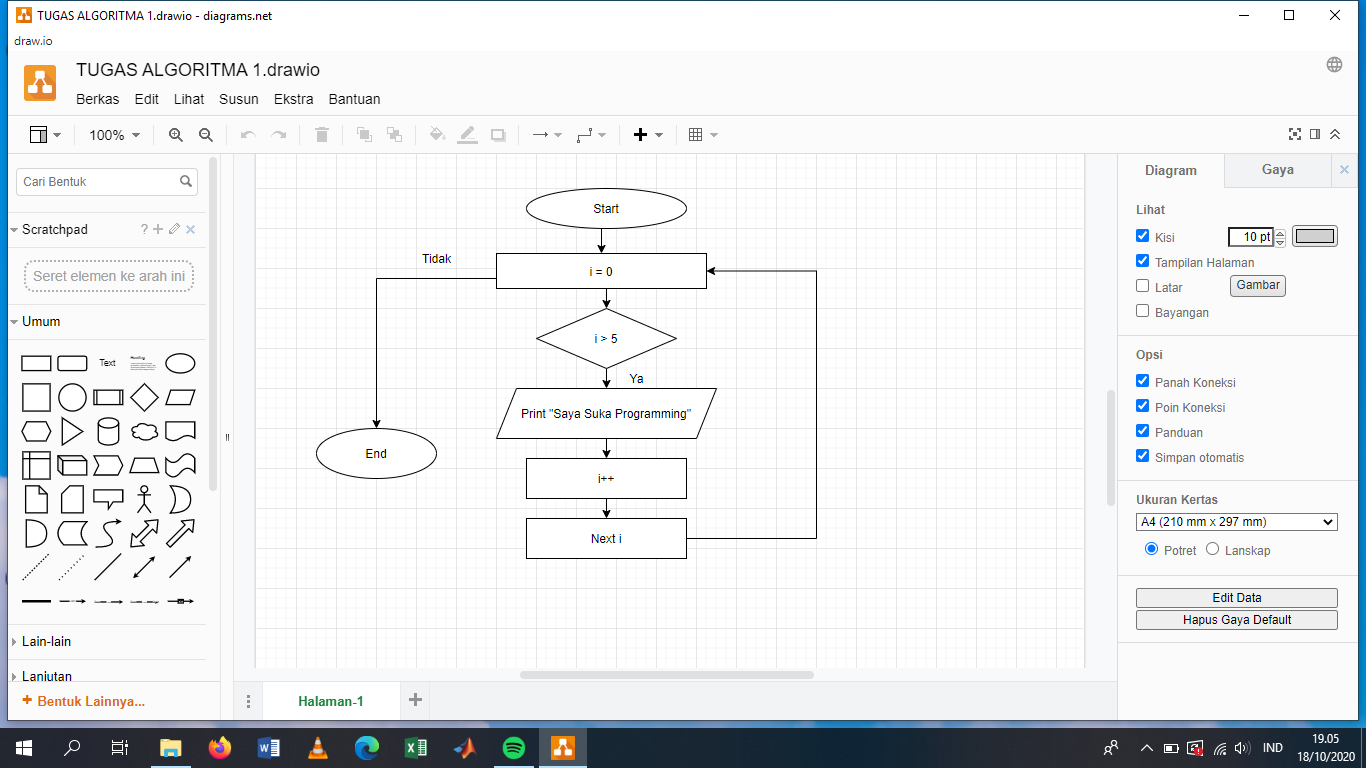 TUGAS ALGORITMA 1.drawio - diagrams.net
draw.io
TUGAS ALGORITMA 1.drawio
Berkas Edit Lihat Susun Ekstra Bantuan
100%
Cari Bentuk
Scratchpad
?
Seret elemen ke arah ini
Umum
Text
Heading
Lain-lain
Lanjutan
+ Bentuk Lainnya...
Start
Tidak
i = 0
i > 5
Ya
Print "Saya Suka Programming"
End
i++
Next i
Halaman-1
Diagram Gaya
Lihat
Kisi 10 pt
Tampilan Halaman
Latar Gambar
Bayangan
Opsi
Panah Koneksi
Poin Koneksi
Panduan
Simpan otomatis
Ukuran Kertas
A4 (210 mm x 297 mm)
Potret Lanskap
Edit Data
Hapus Gaya Default
IND
19.05
18/10/2020